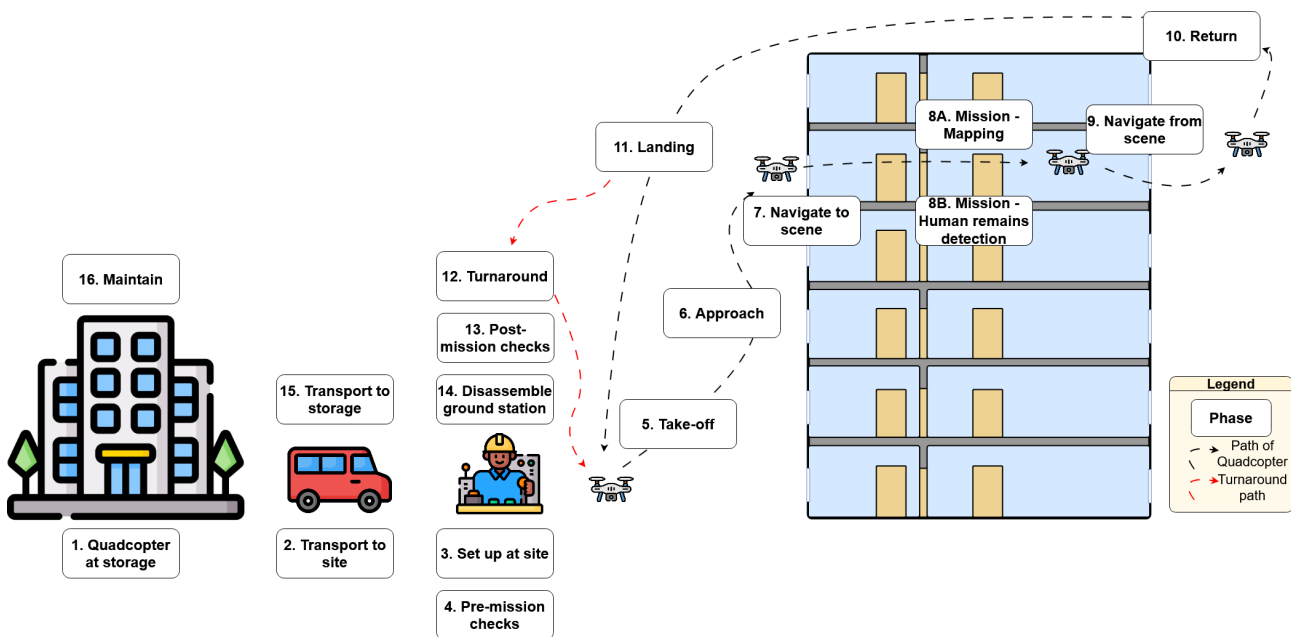 10. Return
8A. Mission -
Mapping
9. Navigate from
scene
11. Landing
7. Navigate to
scene
8B. Mission -
Human remains
detection
16. Maintain
12. Turnaround
6. Approach
13. Post-
mission checks
15. Transport to
storage
14. Disassemble
ground station
5. Take-off
Legend
Phase
Path of
Quadcopter
Turnaround
path
1. Quadcopter
at storage
2. Transport to
site
3. Set up at site
4. Pre-mission
checks